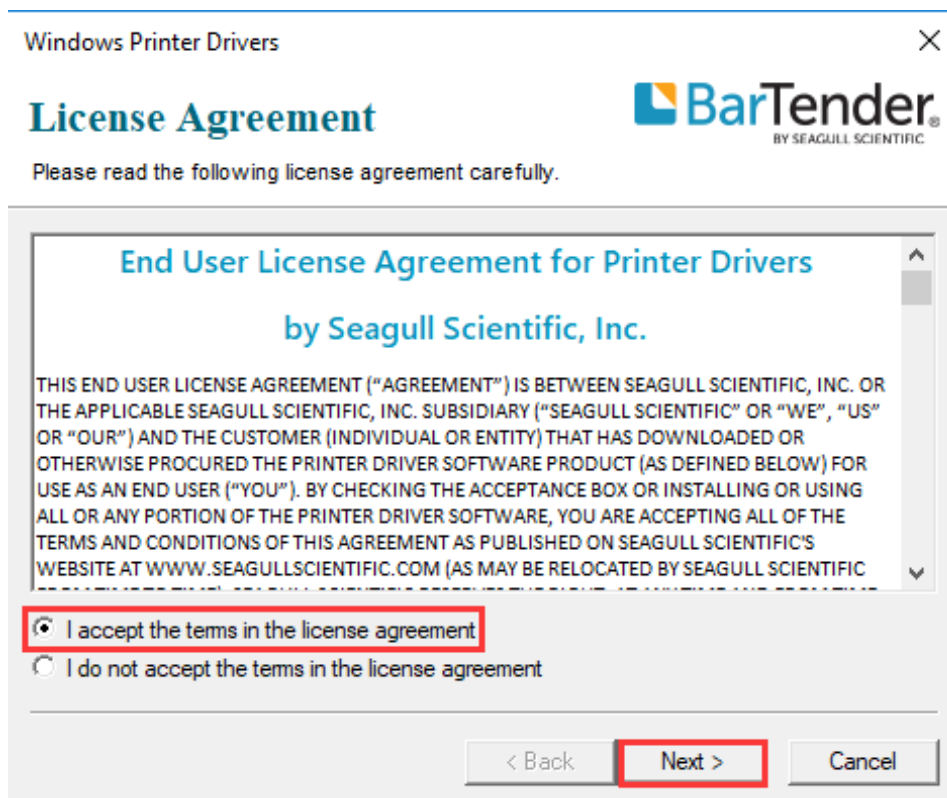 Windows Printer Drivers
License Agreement
BarTender®
BY SEAGULL SCIENTIFIC
Please read the following license agreement carefully.
End User License Agreement for Printer Drivers
by Seagull Scientific, Inc.
THIS END USER LICENSE AGREEMENT (“AGREEMENT”) IS BETWEEN SEAGULL SCIENTIFIC, INC. OR
THE APPLICABLE SEAGULL SCIENTIFIC, INC. SUBSIDIARY (“SEAGULL SCIENTIFIC” OR “WE”, “US”
OR “OUR”) AND THE CUSTOMER (INDIVIDUAL OR ENTITY) THAT HAS DOWNLOADED OR
OTHERWISE PROCURED THE PRINTER DRIVER SOFTWARE PRODUCT (AS DEFINED BELOW) FOR
USE AS AN END USER (“YOU”). BY CHECKING THE ACCEPTANCE BOX OR INSTALLING OR USING
ALL OR ANY PORTION OF THE PRINTER DRIVER SOFTWARE, YOU ARE ACCEPTING ALL OF THE
TERMS AND CONDITIONS OF THIS AGREEMENT AS PUBLISHED ON SEAGULL SCIENTIFIC'S
WEBSITE AT WWW.SEAGULLSCIENTIFIC.COM (AS MAY BE RELOCATED BY SEAGULL SCIENTIFIC
I accept the terms in the license agreement
I do not accept the terms in the license agreement
< Back
Next >
Cancel